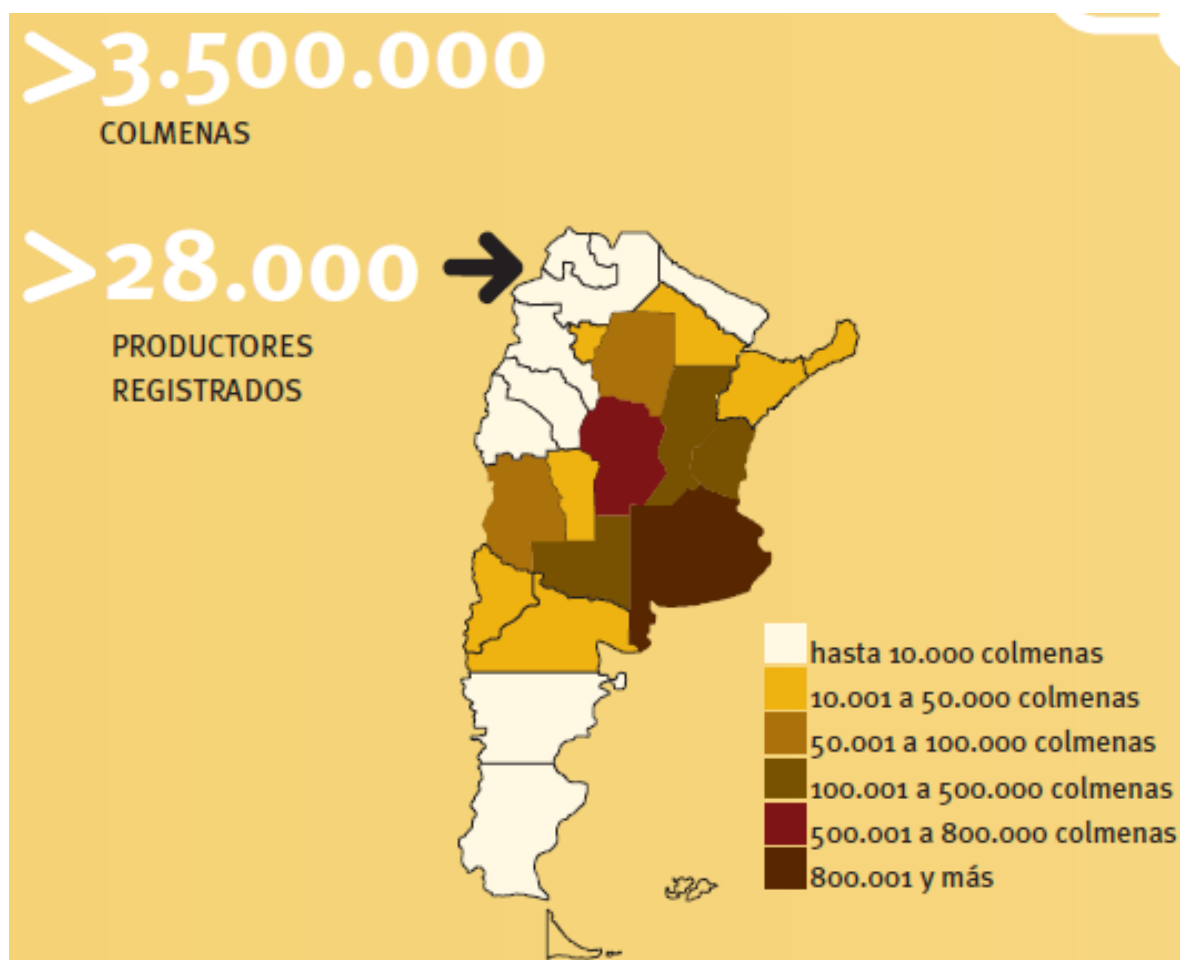 >3.500.000
COLMENAS
>28.000
PRODUCTORES
REGISTRADOS
hasta 10.000 colmenas
10.001 a 50.000 colmenas
50.001 a 100.000 colmenas
100.001 a 500.000 colmenas
500.001 a 800.000 colmenas
800.001 y más